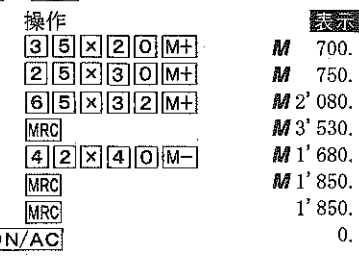 操作 表示
35×20M+ M 700.
25×30M+ M 750.
65×32M+ M 2'080.
MRC M 3'530.
42×40M− M 1'680.
MRC M 1'850.
MRC 1'850.
ON/AC 0.